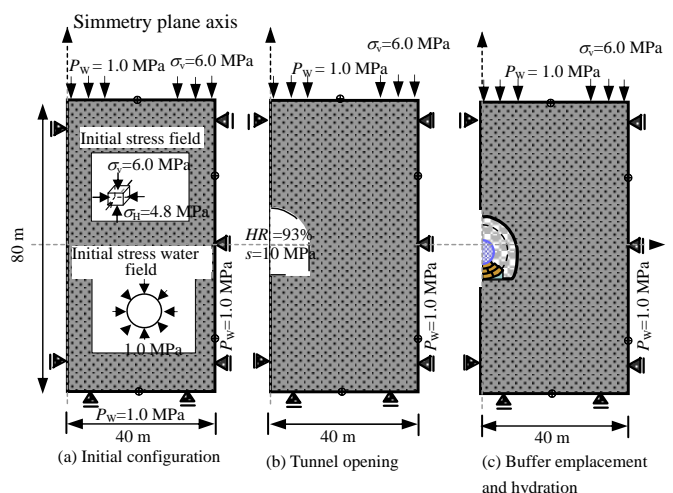 Simmetry plane axis
P_W = 1.0 MPa
σ_v=6.0 MPa
Initial stress field
σ_v=6.0 MPa
σ_H=4.8 MPa
Initial stress water
field
1.0 MPa
80 m
P_W=1.0 MPa
P_W=1.0 MPa
40 m
(a) Initial configuration
σ_v=6.0 MPa
P_W = 1.0 MPa
HR =93%
s=10 MPa
P_W=1.0 MPa
40 m
(b) Tunnel opening
σ_v=6.0 MPa
P_W = 1.0 MPa
P_W=1.0 MPa
40 m
(c) Buffer emplacement
and hydration